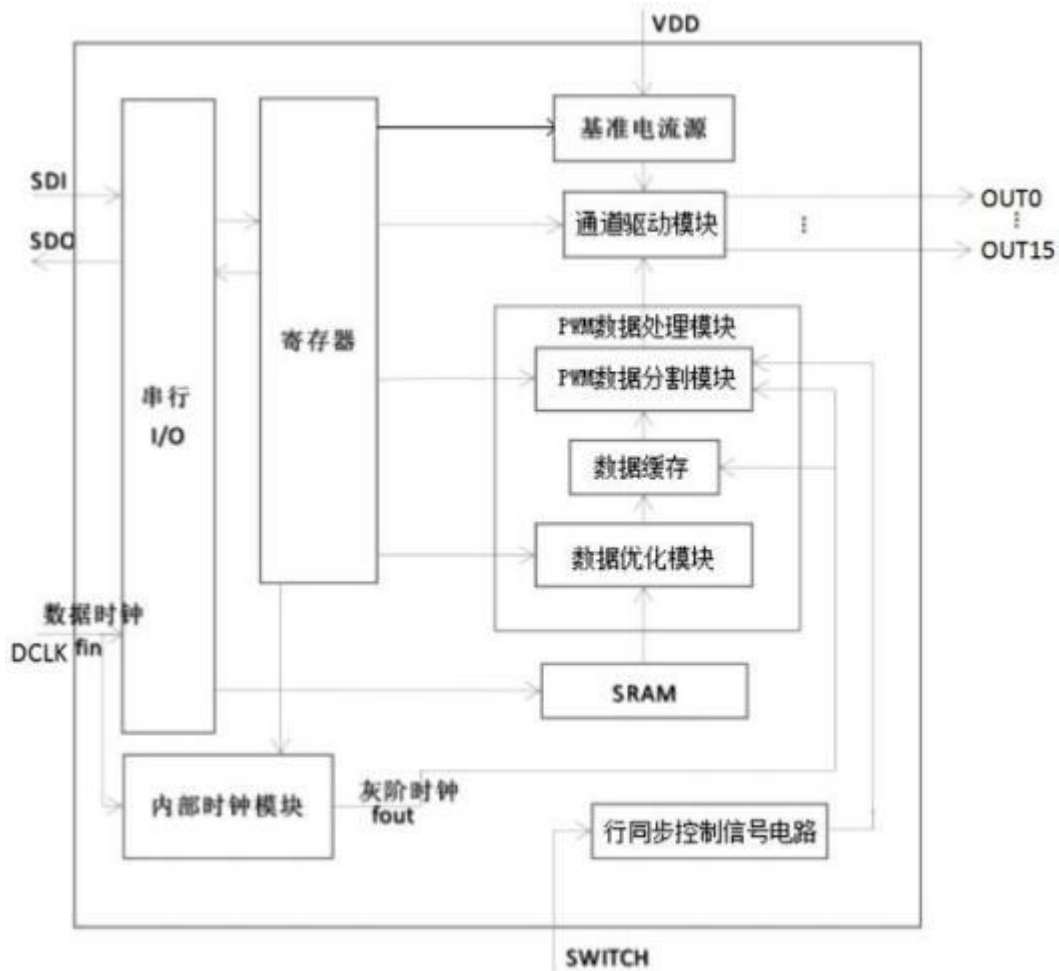 VDD
基准电流源
SDI
SDO
通道驱动模块
OUT0
OUT15
寄存器
PWM数据处理模块
PWM数据分割模块
串行
I/O
数据缓存
数据优化模块
数据时钟
DCLK
fin
SRAM
内部时钟模块
灰阶时钟
fout
行同步控制信号电路
SWITCH